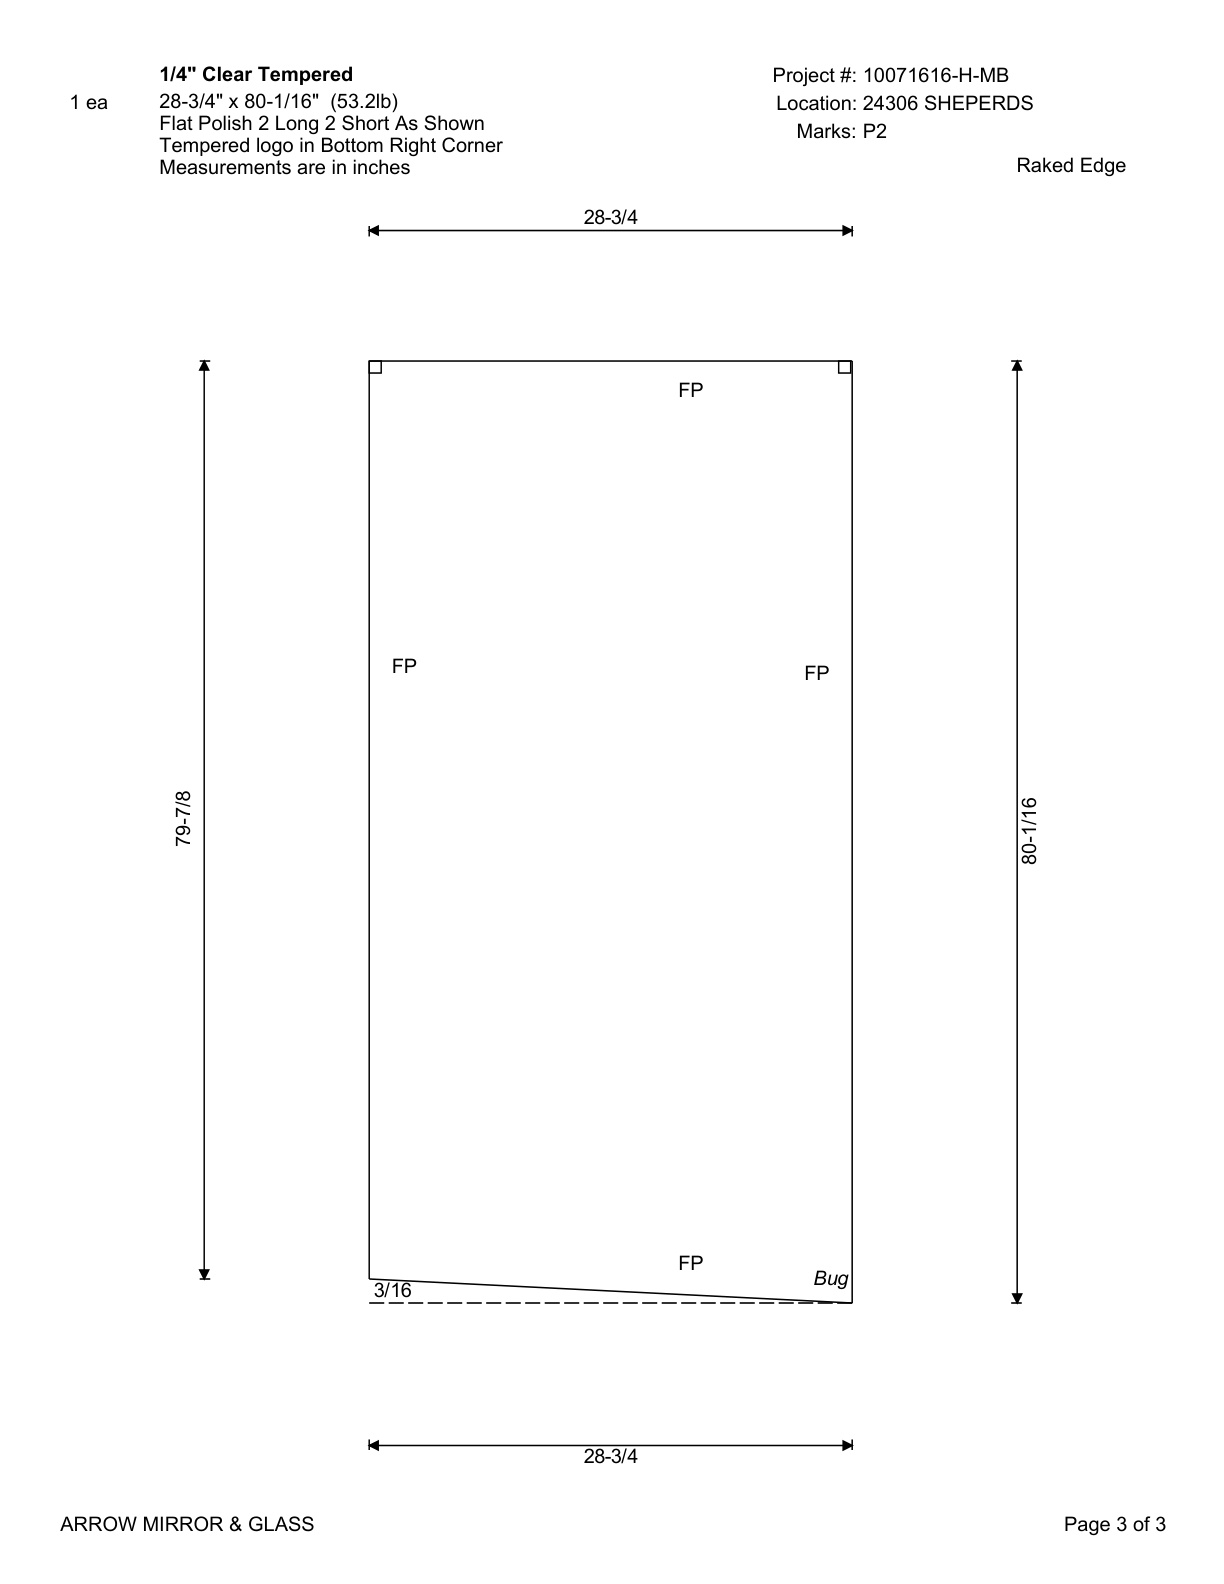 1/4" Clear Tempered
1 ea
28-3/4" x 80-1/16"  (53.2lb)
Flat Polish 2 Long 2 Short As Shown
Tempered logo in Bottom Right Corner
Measurements are in inches
Project #: 10071616-H-MB
Location: 24306 SHEPERDS
Marks: P2
Raked Edge
28-3/4
FP
FP
FP
79-7/8
80-1/16
FP
Bug
3/16
28-3/4
ARROW MIRROR & GLASS
Page 3 of 3